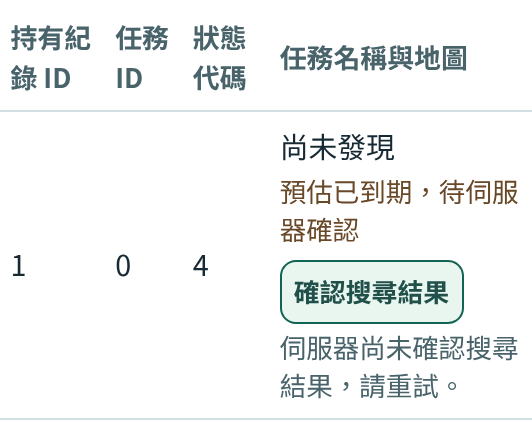 持有紀錄 ID
任務 ID
狀態代碼
任務名稱與地圖
1
0
4
尚未發現
預估已到期，待伺服
器確認
確認搜尋結果
伺服器尚未確認搜尋
結果，請重試。